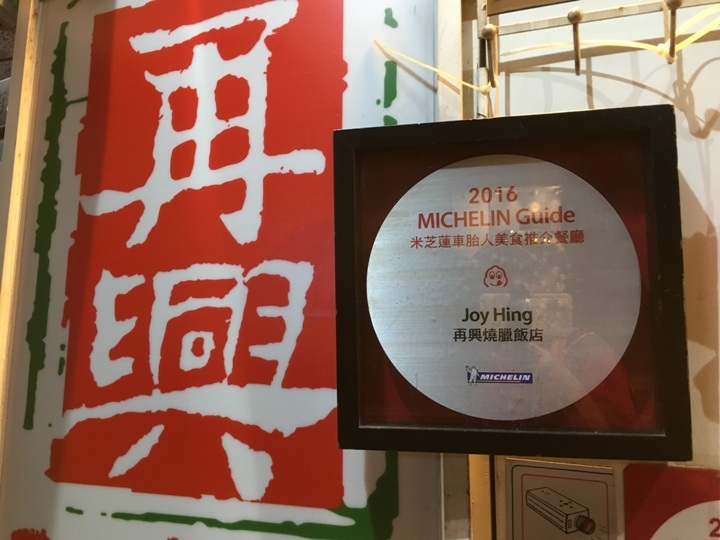 再興
2016
MICHELIN Guide
米芝蓮車胎人美食推介餐廳
Joy Hing
再興燒臘飯店
MICHELIN
2